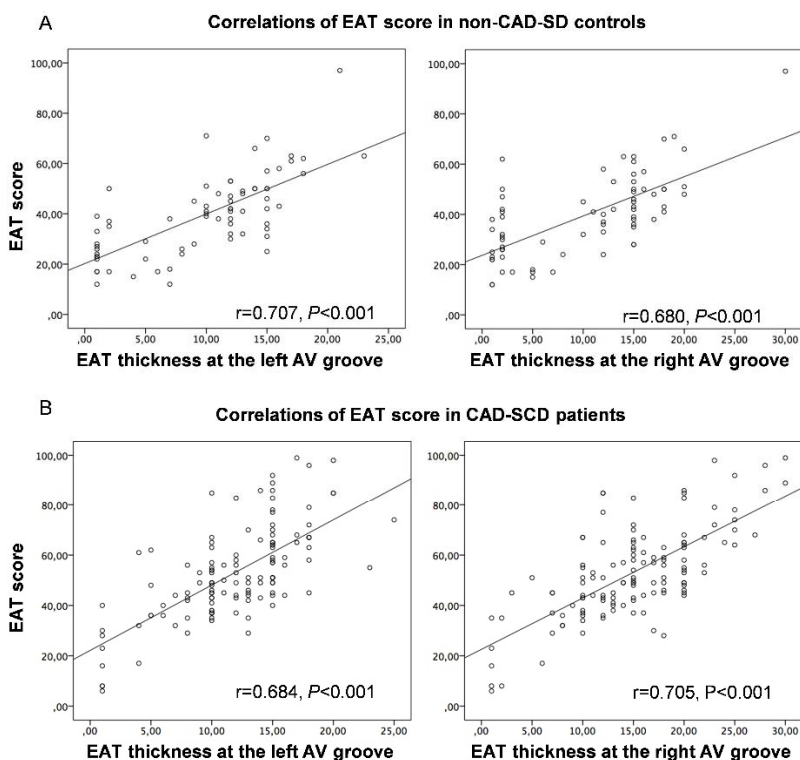 A
Correlations of EAT score in non-CAD-SD controls
EAT score
100,00
80,00
60,00
40,00
20,00
,00
r=0.707, P<0.001
,00 5,00 10,00 15,00 20,00 25,00
EAT thickness at the left AV groove
100,00
80,00
60,00
40,00
20,00
,00
r=0.680, P<0.001
,00 5,00 10,00 15,00 20,00 25,00 30,00
EAT thickness at the right AV groove
B
Correlations of EAT score in CAD-SCD patients
EAT score
100,00
80,00
60,00
40,00
20,00
,00
r=0.684, P<0.001
,00 5,00 10,00 15,00 20,00 25,00
EAT thickness at the left AV groove
100,00
80,00
60,00
40,00
20,00
,00
r=0.705, P<0.001
,00 5,00 10,00 15,00 20,00 25,00 30,00
EAT thickness at the right AV groove